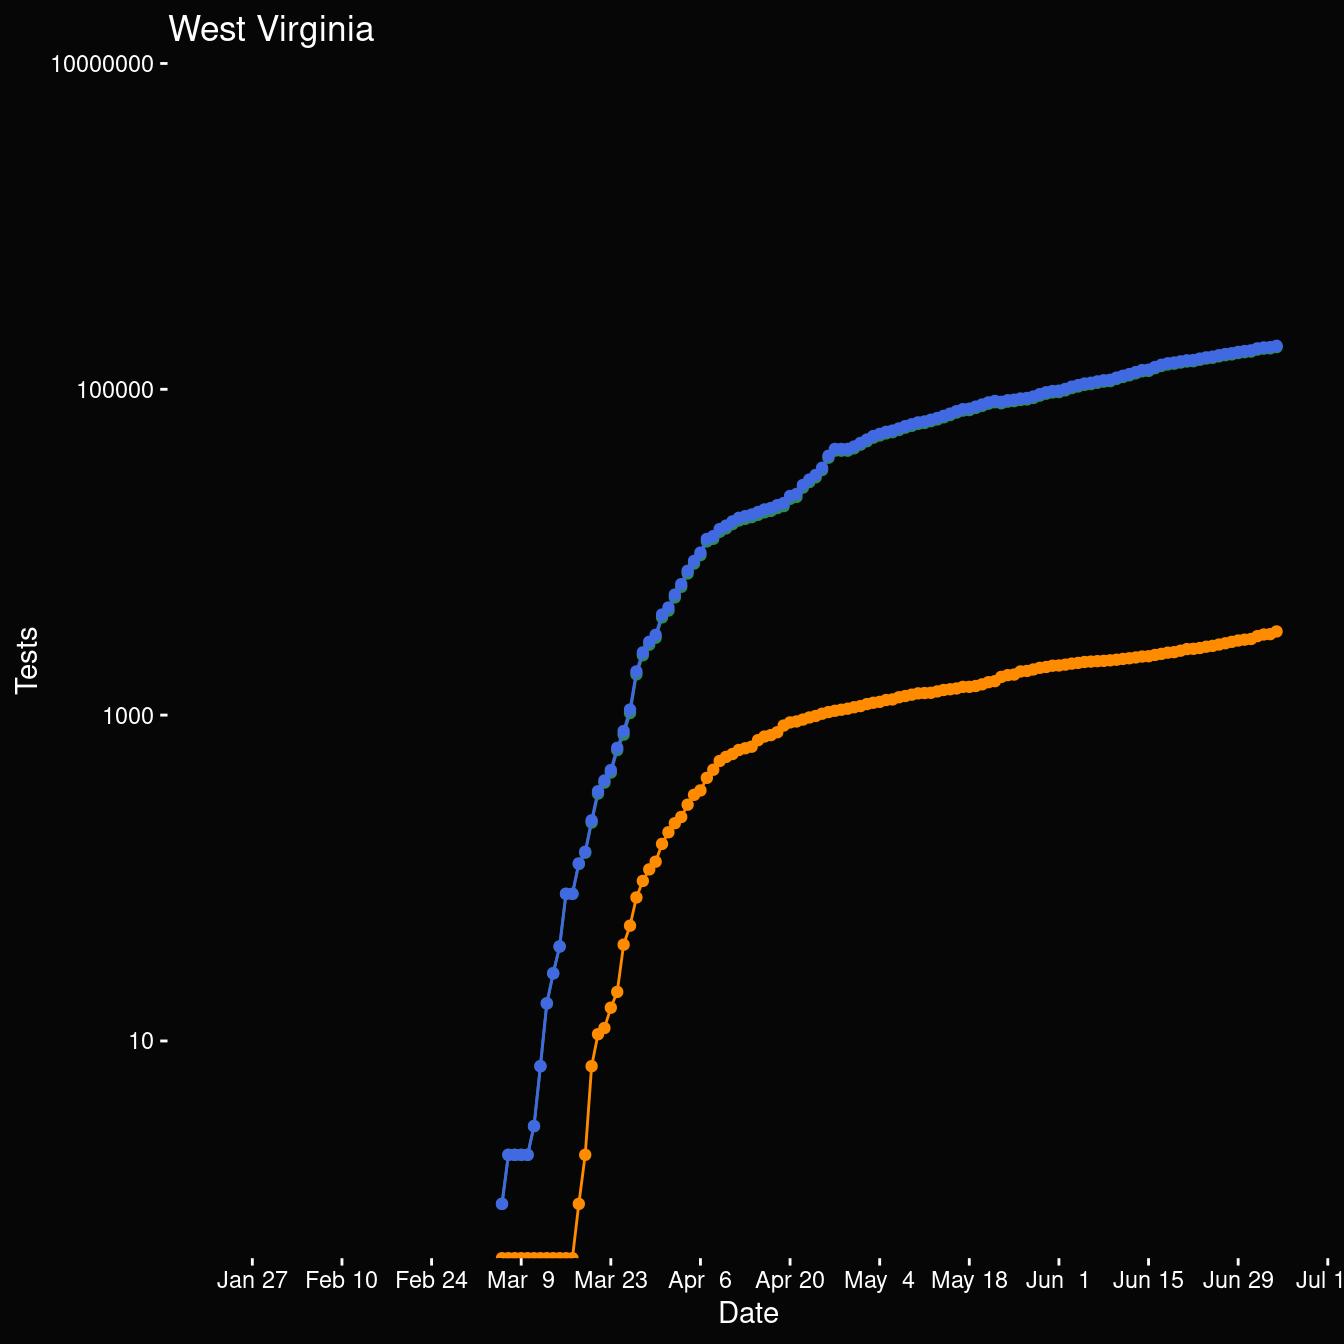 West Virginia
10000000
100000
1000
10
Tests
Jan 27 Feb 10 Feb 24 Mar 9 Mar 23 Apr 6 Apr 20 May 4 May 18 Jun 1 Jun 15 Jun 29 Jul 1
Date